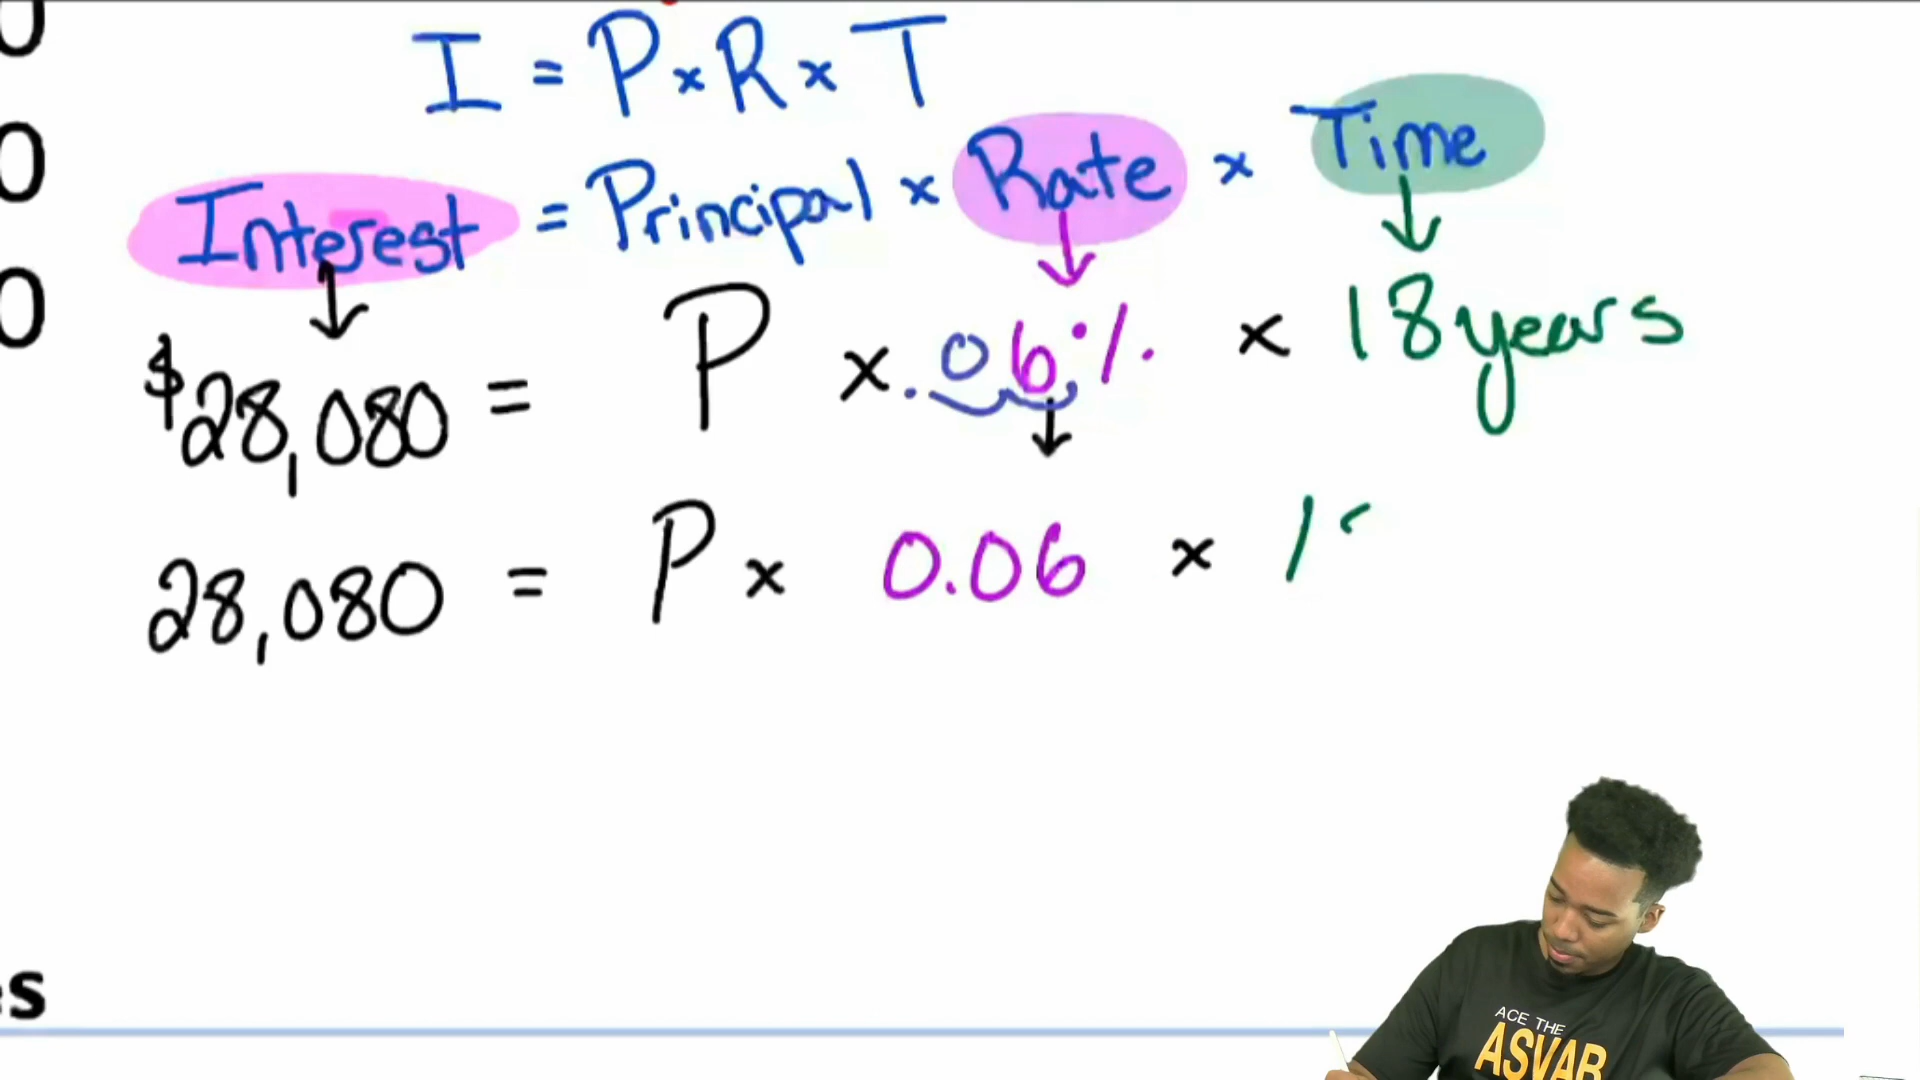 I = P x R x T
Interest = Principal x Rate x Time
$28,080 = P x .06% x 18 years
28,080 = P x 0.06 x 1
ACE THE
ASVAB